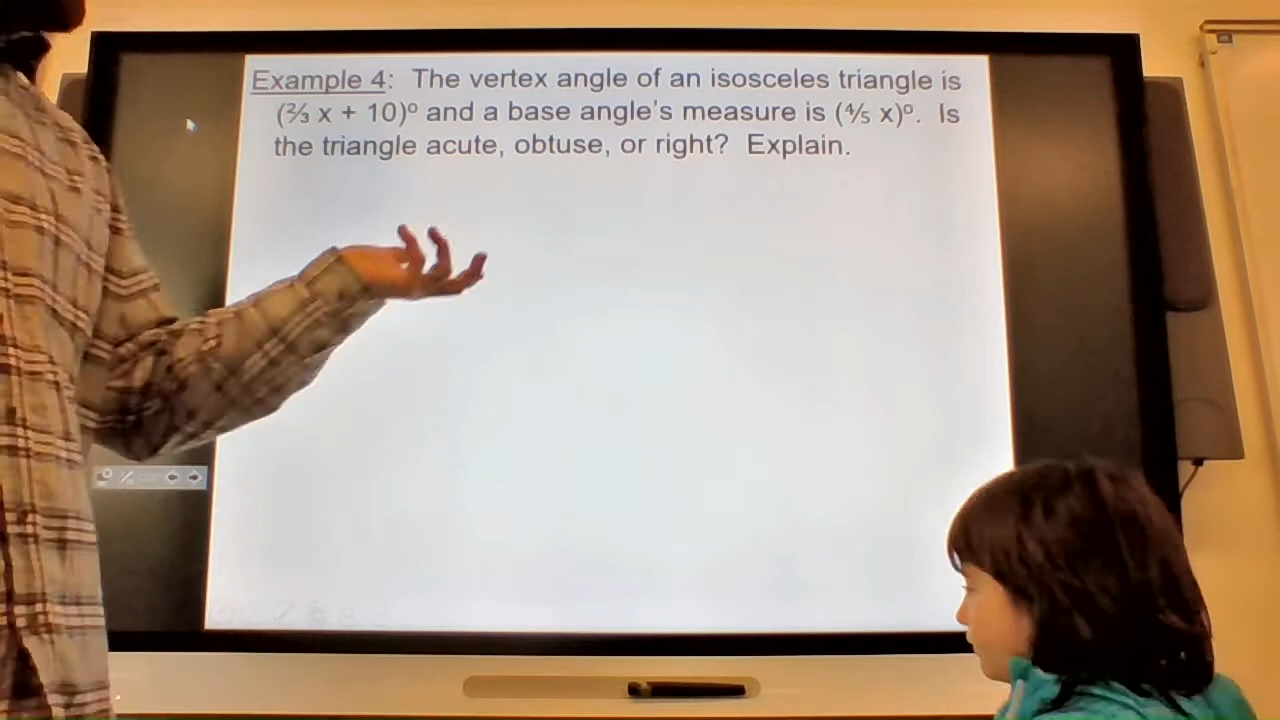 Example 4: The vertex angle of an isosceles triangle is
(⅔ x + 10)º and a base angle's measure is (⅘ x)º. Is
the triangle acute, obtuse, or right? Explain.